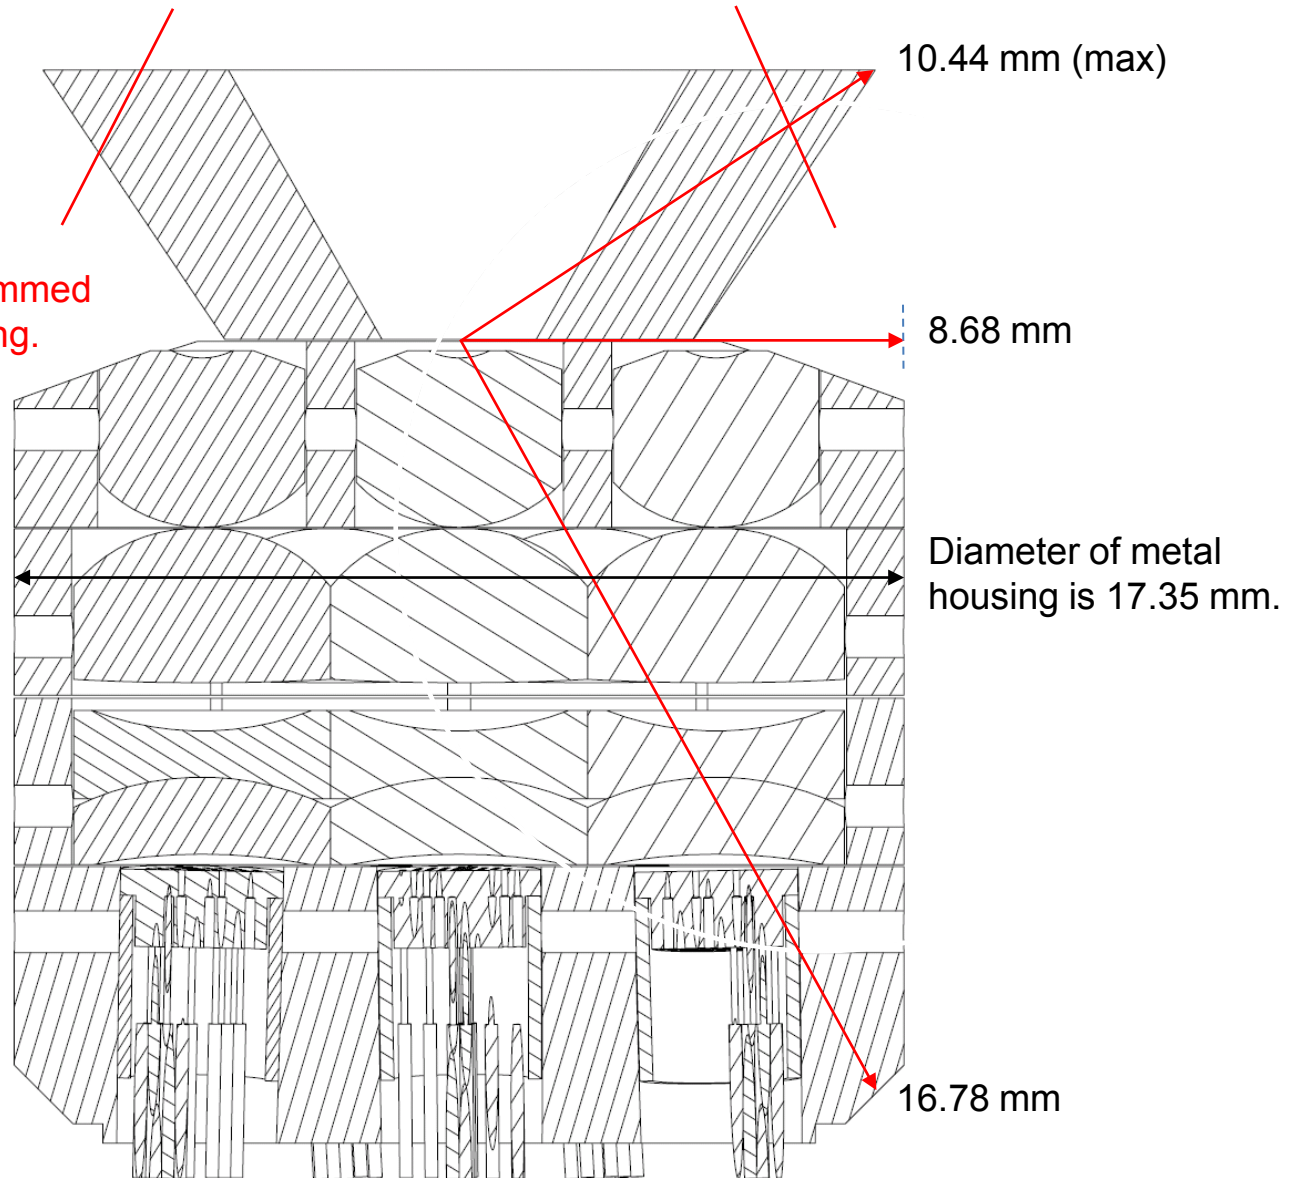 10.44 mm (max)
mmed
ng.
8.68 mm
Diameter of metal
housing is 17.35 mm.
16.78 mm